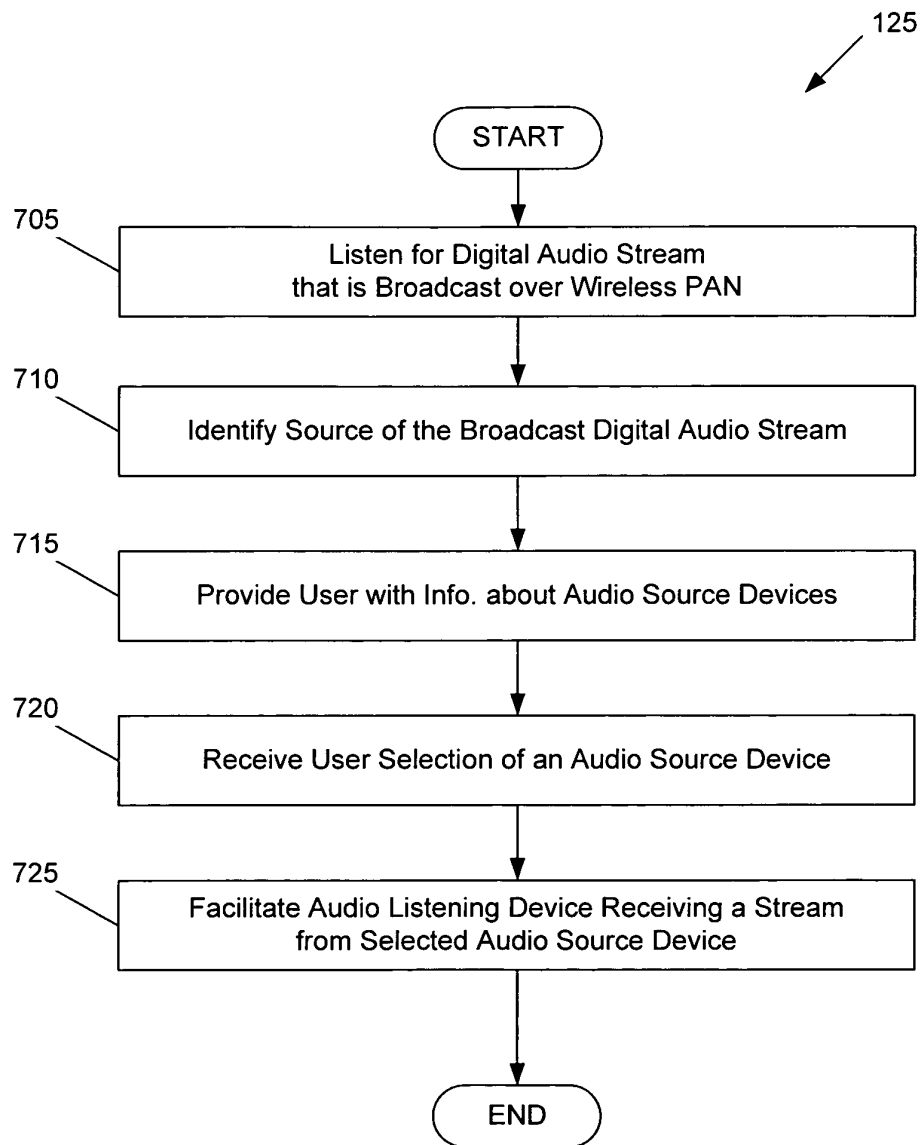 125
START
705
Listen for Digital Audio Stream
that is Broadcast over Wireless PAN
710
Identify Source of the Broadcast Digital Audio Stream
715
Provide User with Info. about Audio Source Devices
720
Receive User Selection of an Audio Source Device
725
Facilitate Audio Listening Device Receiving a Stream
from Selected Audio Source Device
END